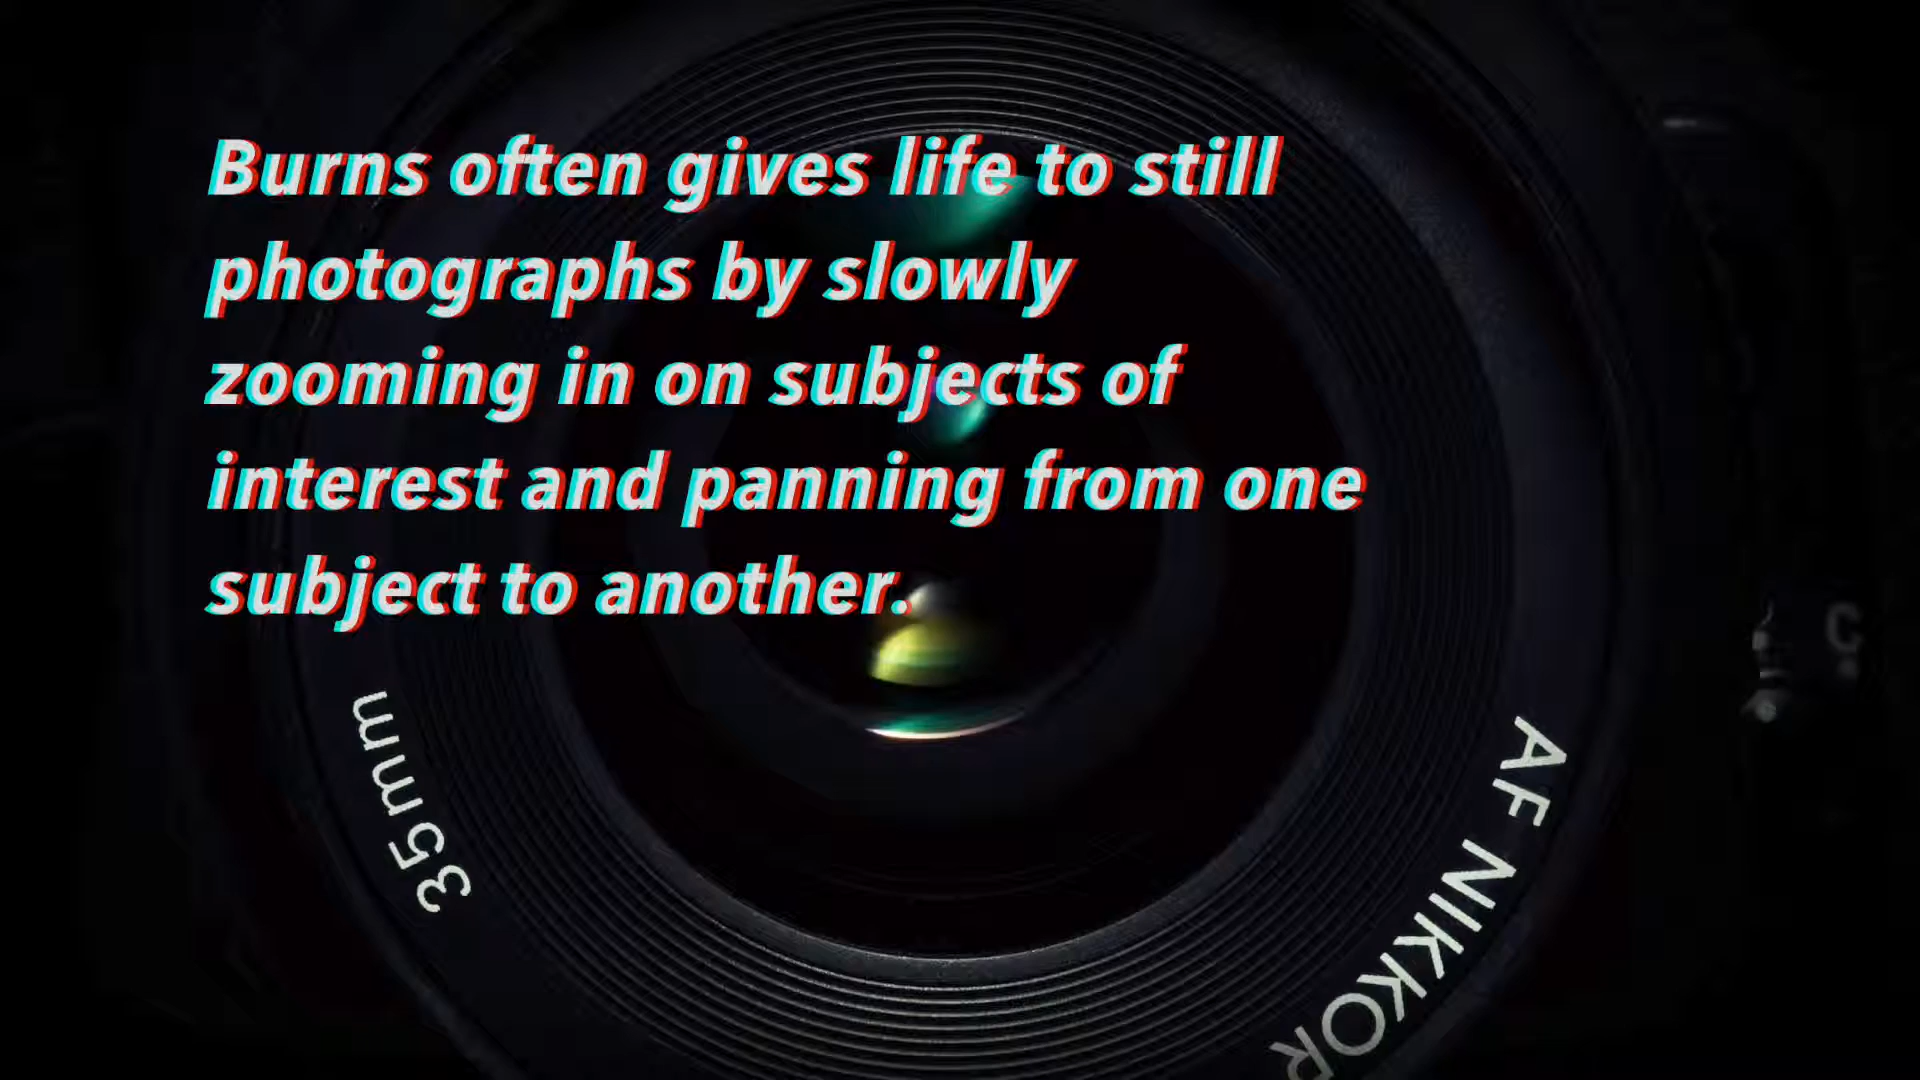 Burns often gives life to still
photographs by slowly
zooming in on subjects of
interest and panning from one
subject to another.
35mm
AF NIKKOR
C